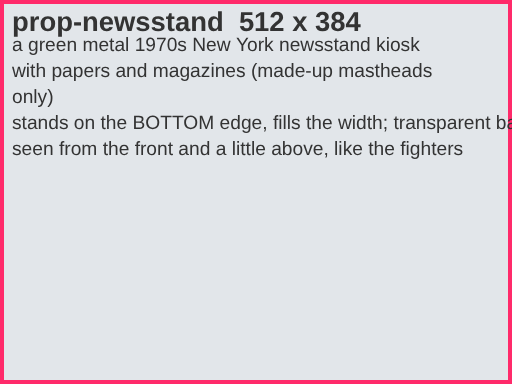 prop-newsstand  512 x 384
a green metal 1970s New York newsstand kiosk
with papers and magazines (made-up mastheads
only)
stands on the BOTTOM edge, fills the width; transparent
seen from the front and a little above, like the fighters